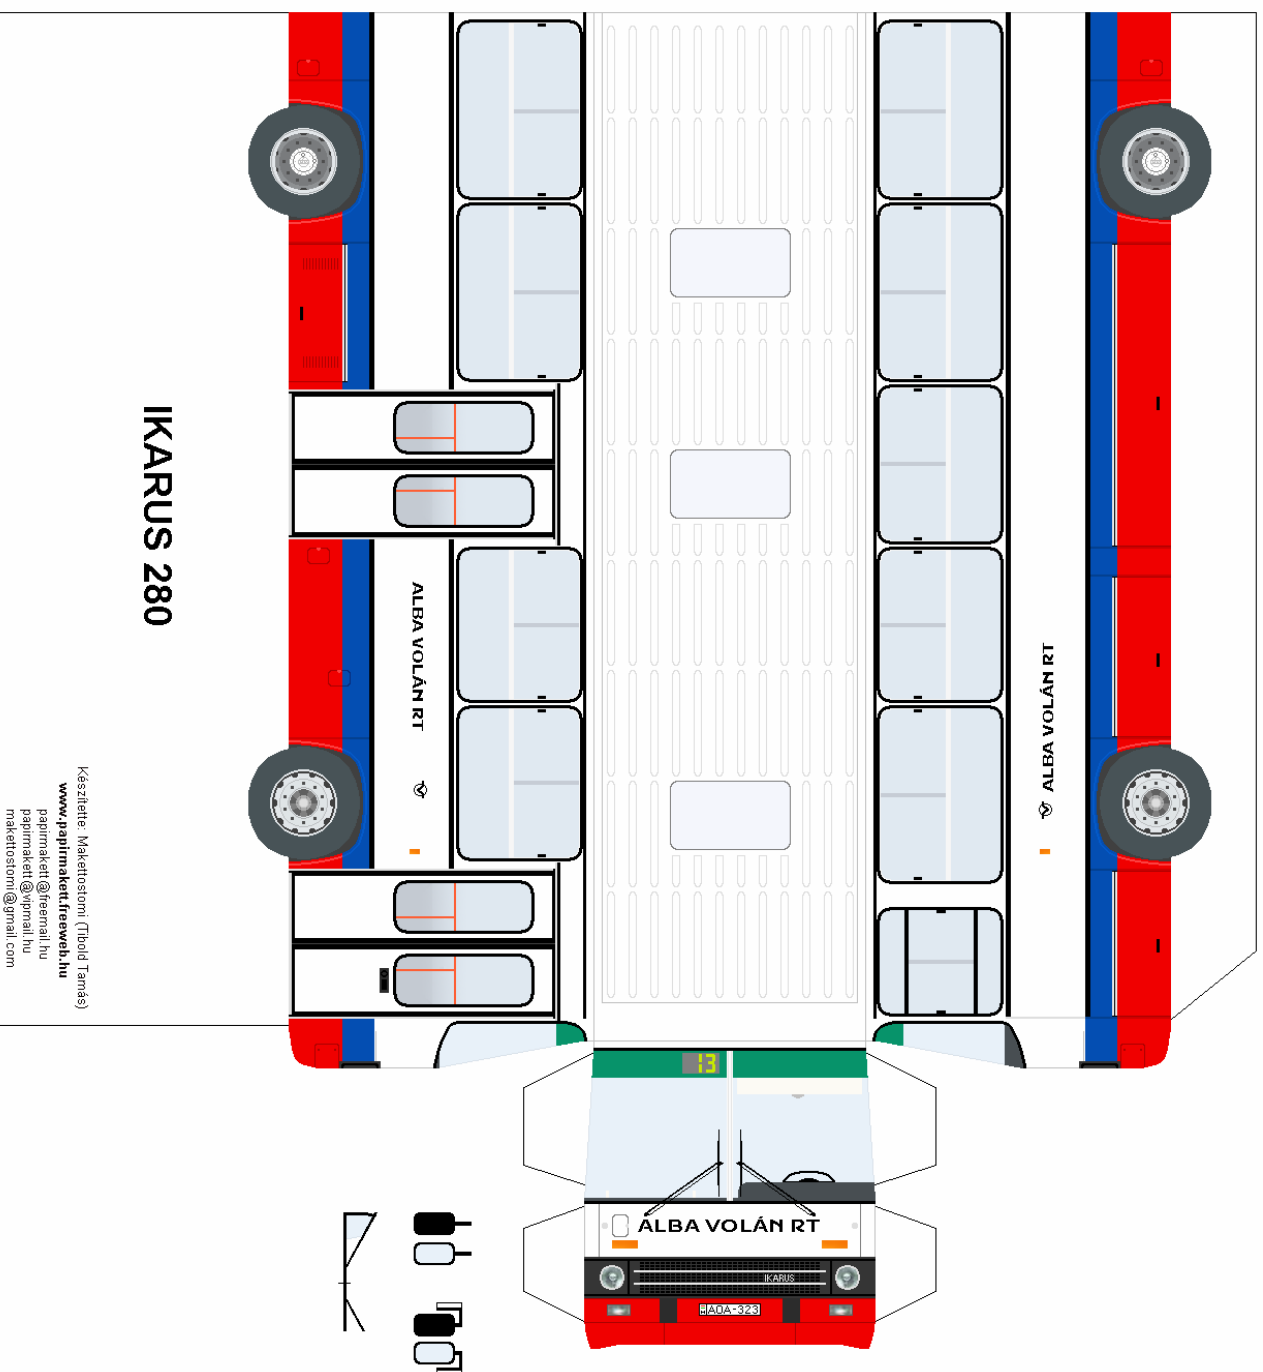 IKARUS 280
Készítette: Makettostomi (Tibold Tamás)
www.papirmakett.freeweb.hu
papirmakett@freemail.hu
papirmakett@vipmail.hu
makettostomi@gmail.com
ALBA VOLÁN RT
ALBA VOLÁN RT
13
ALBA VOLÁN RT
IKARUS
AOA-323